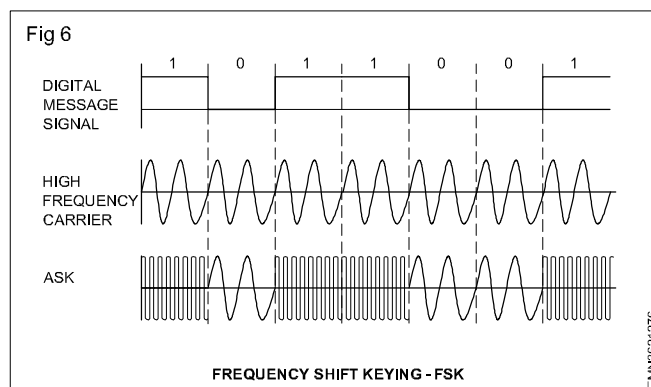 Fig 6
1 0 1 1 0 0 1
DIGITAL
MESSAGE
SIGNAL
HIGH
FREQUENCY
CARRIER
ASK
FREQUENCY SHIFT KEYING - FSK